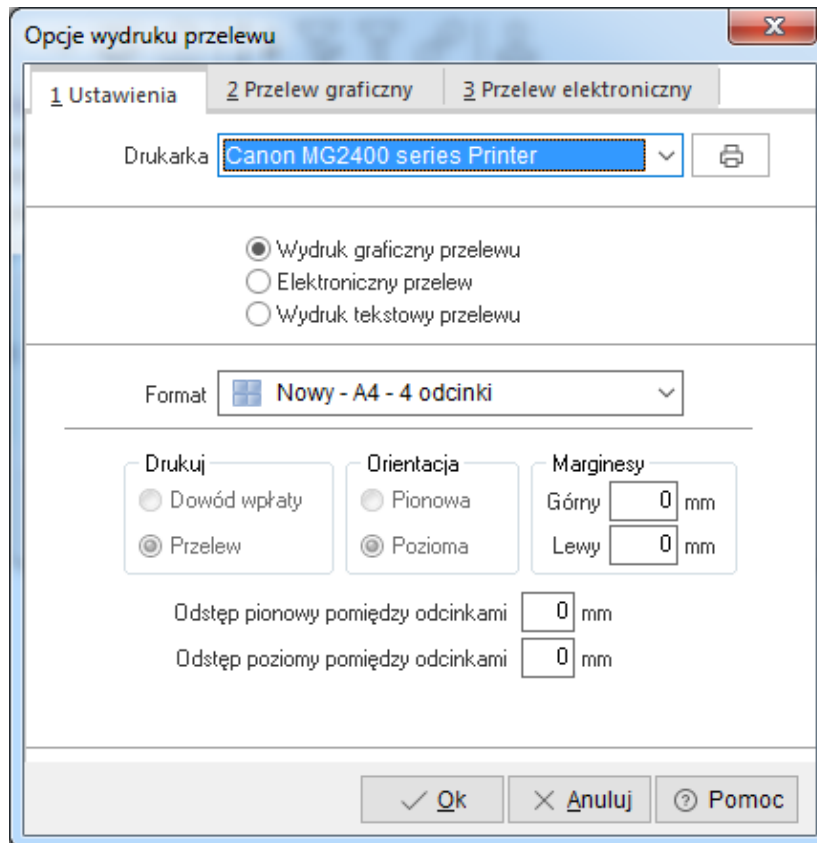 Opcje wydruku przelewu
1 Ustawienia 2 Przelew graficzny 3 Przelew elektroniczny
Drukarka Canon MG2400 series Printer
Wydruk graficzny przelewu
Elektroniczny przelew
Wydruk tekstowy przelewu
Format Nowy - A4 - 4 odcinki
Drukuj Orientacja Marginesy
Dowód wpłaty Pionowa Górny 0 mm
Przelew Pozioma Lewy 0 mm
Odstęp pionowy pomiędzy odcinkami 0 mm
Odstęp poziomy pomiędzy odcinkami 0 mm
Ok Anuluj Pomoc